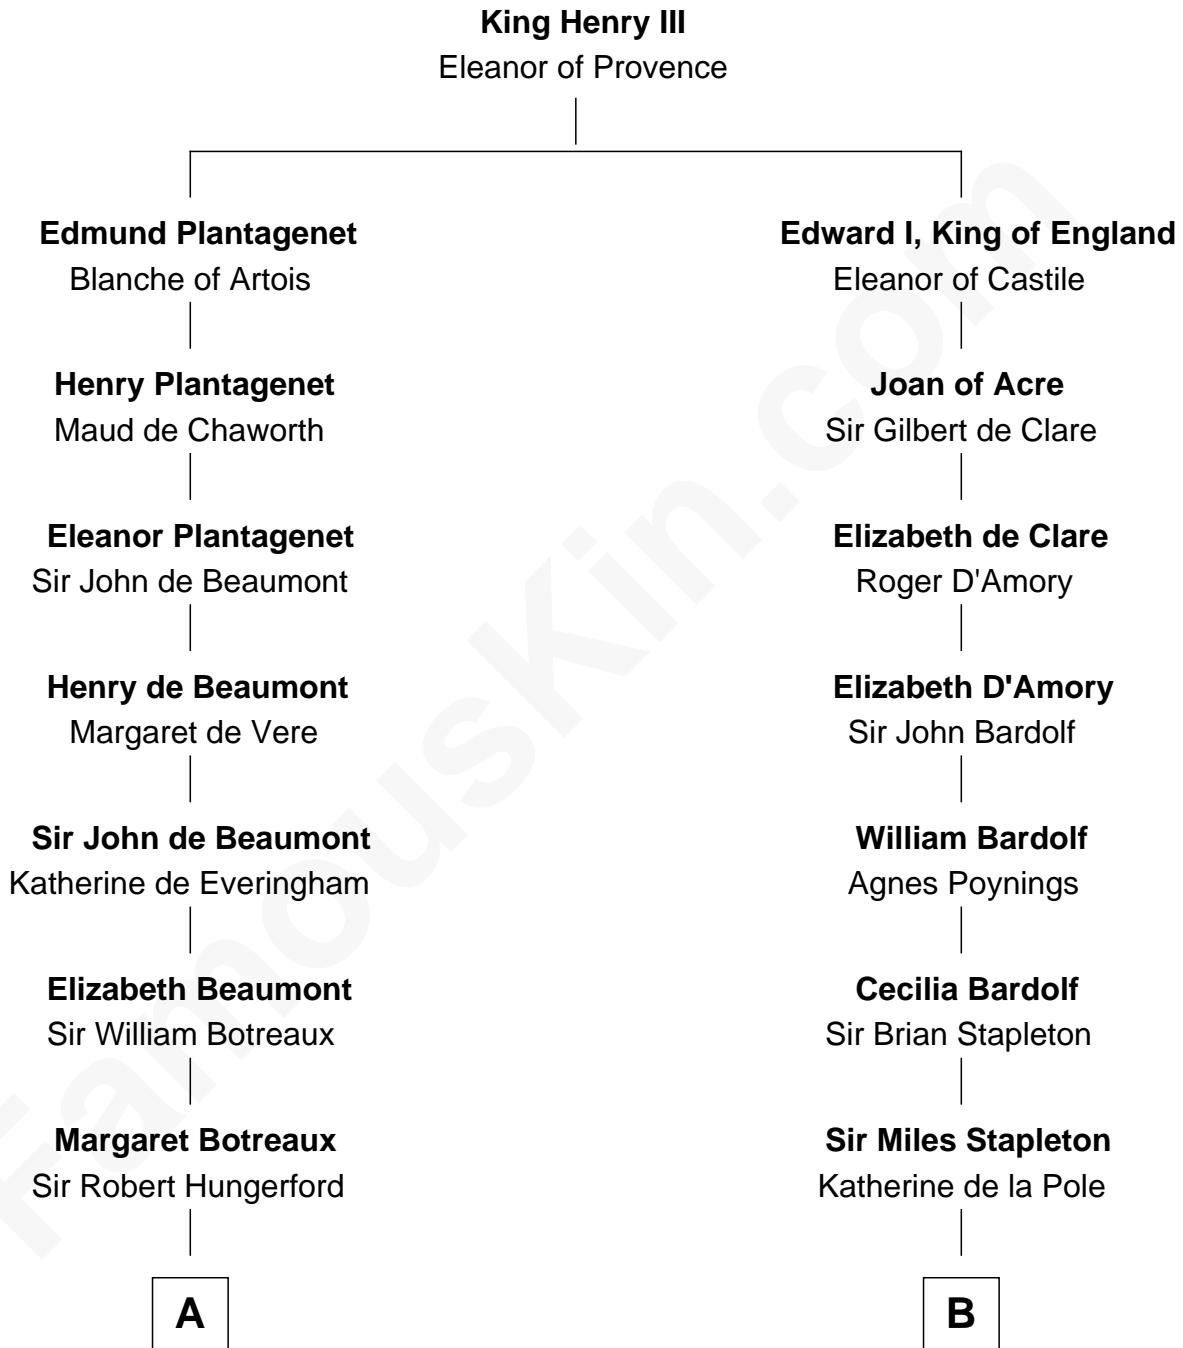 King Henry III
Eleanor of Provence
Edmund Plantagenet
Blanche of Artois
Henry Plantagenet
Maud de Chaworth
Eleanor Plantagenet
Sir John de Beaumont
Henry de Beaumont
Margaret de Vere
Sir John de Beaumont
Katherine de Everingham
Elizabeth Beaumont
Sir William Botreaux
Margaret Botreaux
Sir Robert Hungerford
A
Edward I, King of England
Eleanor of Castile
Joan of Acre
Sir Gilbert de Clare
Elizabeth de Clare
Roger D'Amory
Elizabeth D'Amory
Sir John Bardolf
William Bardolf
Agnes Poynings
Cecilia Bardolf
Sir Brian Stapleton
Sir Miles Stapleton
Katherine de la Pole
B
FamousKin.com